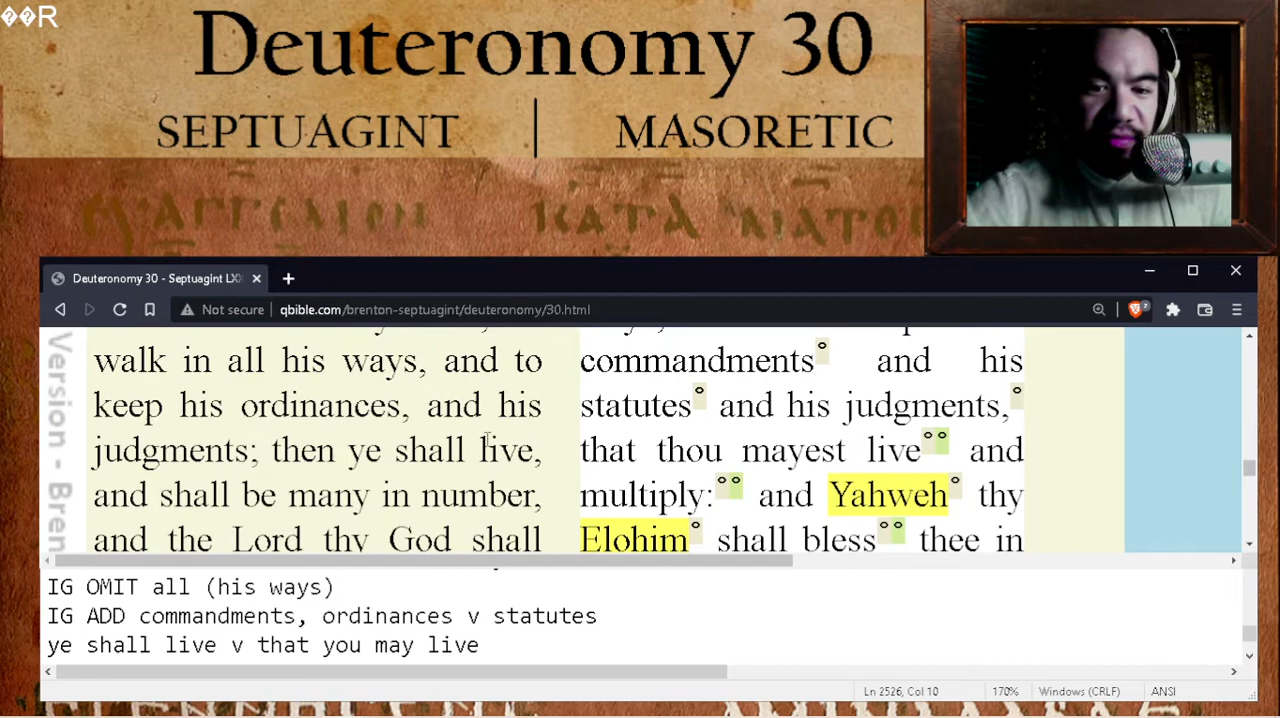 ��R
Deuteronomy 30
SEPTUAGINT | MASORETIC
Deuteronomy 30 - Septuagint LX
Not secure | qbible.com/brenton-septuagint/deuteronomy/30.html
Version - Bren
walk in all his ways, and to
keep his ordinances, and his
judgments; then ye shall live,
and shall be many in number,
and the Lord thy God shall
commandments° and his
statutes° and his judgments,°
that thou mayest live°° and
multiply:°° and Yahweh° thy
Elohim° shall bless°° thee in
IG OMIT all (his ways)
IG ADD commandments, ordinances v statutes
ye shall live v that you may live
Ln 2526, Col 10 170% Windows (CRLF) ANSI